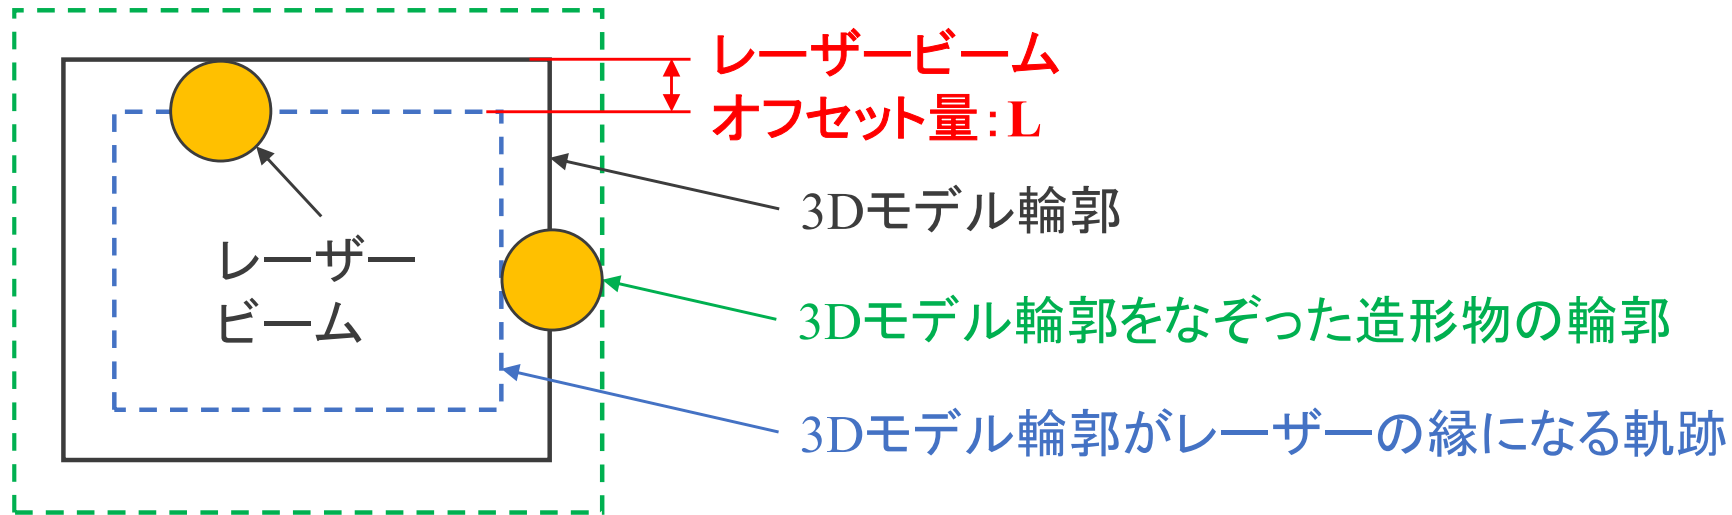 レーザービーム
オフセット量：L
3Dモデル輪郭
レーザー
ビーム
3Dモデル輪郭をなぞった造形物の輪郭
3Dモデル輪郭がレーザーの縁になる軌跡